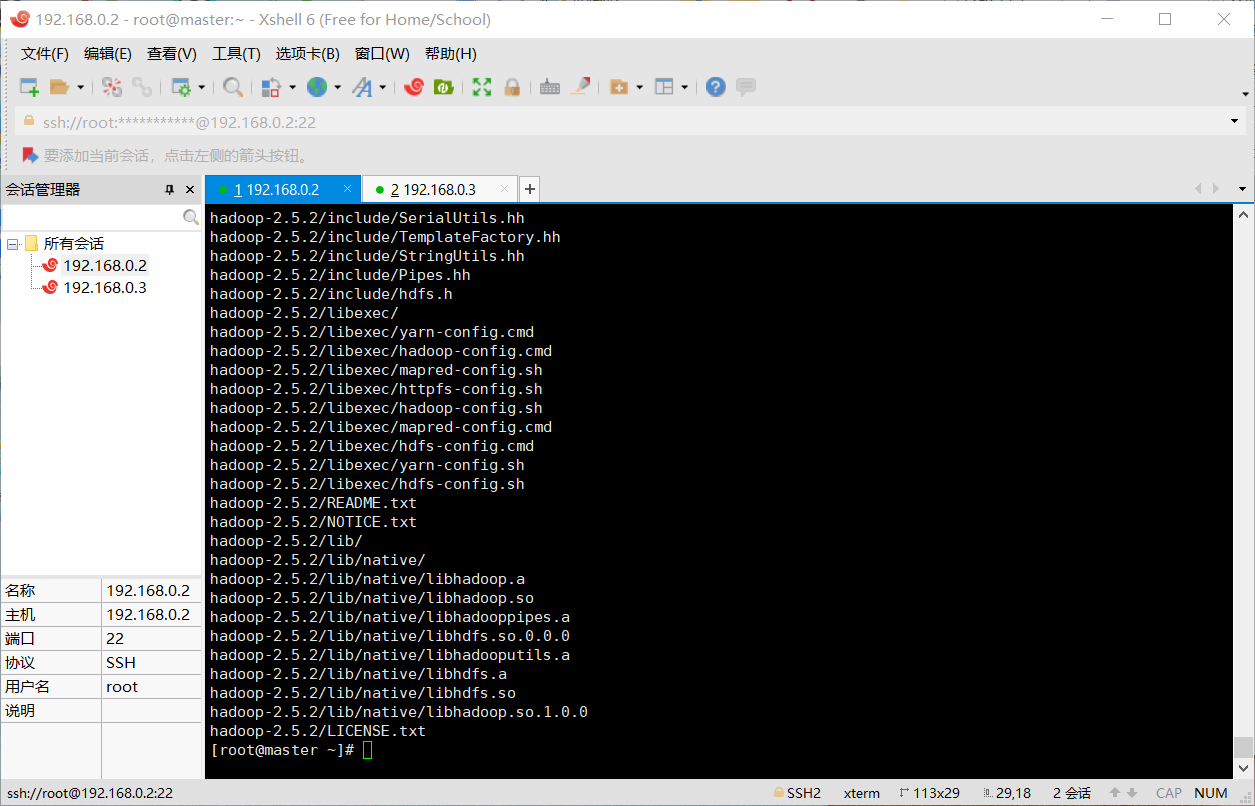 192.168.0.2 - root@master:~ - Xshell 6 (Free for Home/School)
文件(F) 编辑(E) 查看(V) 工具(T) 选项卡(B) 窗口(W) 帮助(H)
ssh://root:***********@192.168.0.2:22
要添加当前会话，点击左侧的箭头按钮。
会话管理器
1 192.168.0.2
2 192.168.0.3
所有会话
192.168.0.2
192.168.0.3
名称 192.168.0.2
主机 192.168.0.2
端口 22
协议 SSH
用户名 root
说明
hadoop-2.5.2/include/SerialUtils.hh
hadoop-2.5.2/include/TemplateFactory.hh
hadoop-2.5.2/include/StringUtils.hh
hadoop-2.5.2/include/Pipes.hh
hadoop-2.5.2/include/hdfs.h
hadoop-2.5.2/libexec/
hadoop-2.5.2/libexec/yarn-config.cmd
hadoop-2.5.2/libexec/hadoop-config.cmd
hadoop-2.5.2/libexec/mapred-config.sh
hadoop-2.5.2/libexec/httpfs-config.sh
hadoop-2.5.2/libexec/hadoop-config.sh
hadoop-2.5.2/libexec/mapred-config.cmd
hadoop-2.5.2/libexec/hdfs-config.cmd
hadoop-2.5.2/libexec/yarn-config.sh
hadoop-2.5.2/libexec/hdfs-config.sh
hadoop-2.5.2/README.txt
hadoop-2.5.2/NOTICE.txt
hadoop-2.5.2/lib/
hadoop-2.5.2/lib/native/
hadoop-2.5.2/lib/native/libhadoop.a
hadoop-2.5.2/lib/native/libhadoop.so
hadoop-2.5.2/lib/native/libhadooppipes.a
hadoop-2.5.2/lib/native/libhdfs.so.0.0.0
hadoop-2.5.2/lib/native/libhadooputils.a
hadoop-2.5.2/lib/native/libhdfs.a
hadoop-2.5.2/lib/native/libhdfs.so
hadoop-2.5.2/lib/native/libhadoop.so.1.0.0
hadoop-2.5.2/LICENSE.txt
[root@master ~]#
ssh://root@192.168.0.2:22 SSH2 xterm 113x29 29,18 2 会话 CAP NUM